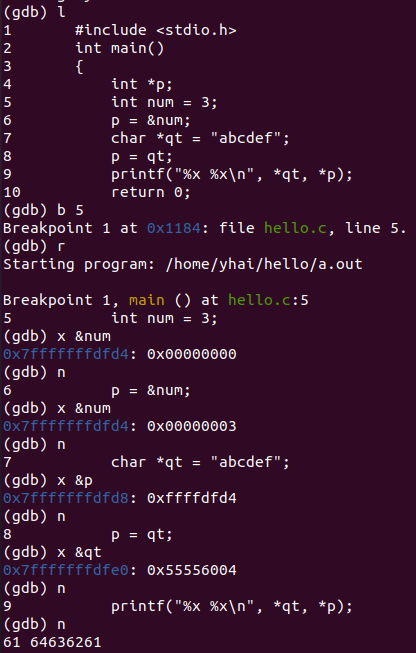 (gdb) l
1       #include <stdio.h>
2       int main()
3       {
4           int *p;
5           int num = 3;
6           p = &num;
7           char *qt = "abcdef";
8           p = qt;
9           printf("%x %x\n", *qt, *p);
10          return 0;
(gdb) b 5
Breakpoint 1 at 0x1184: file hello.c, line 5.
(gdb) r
Starting program: /home/yhai/hello/a.out

Breakpoint 1, main () at hello.c:5
5           int num = 3;
(gdb) x &num
0x7fffffffdfd4: 0x00000000
(gdb) n
6           p = &num;
(gdb) x &num
0x7fffffffdfd4: 0x00000003
(gdb) n
7           char *qt = "abcdef";
(gdb) x &p
0x7fffffffdfd8: 0xffffdfd4
(gdb) n
8           p = qt;
(gdb) x &qt
0x7fffffffdfe0: 0x55556004
(gdb) n
9           printf("%x %x\n", *qt, *p);
(gdb) n
61 64636261